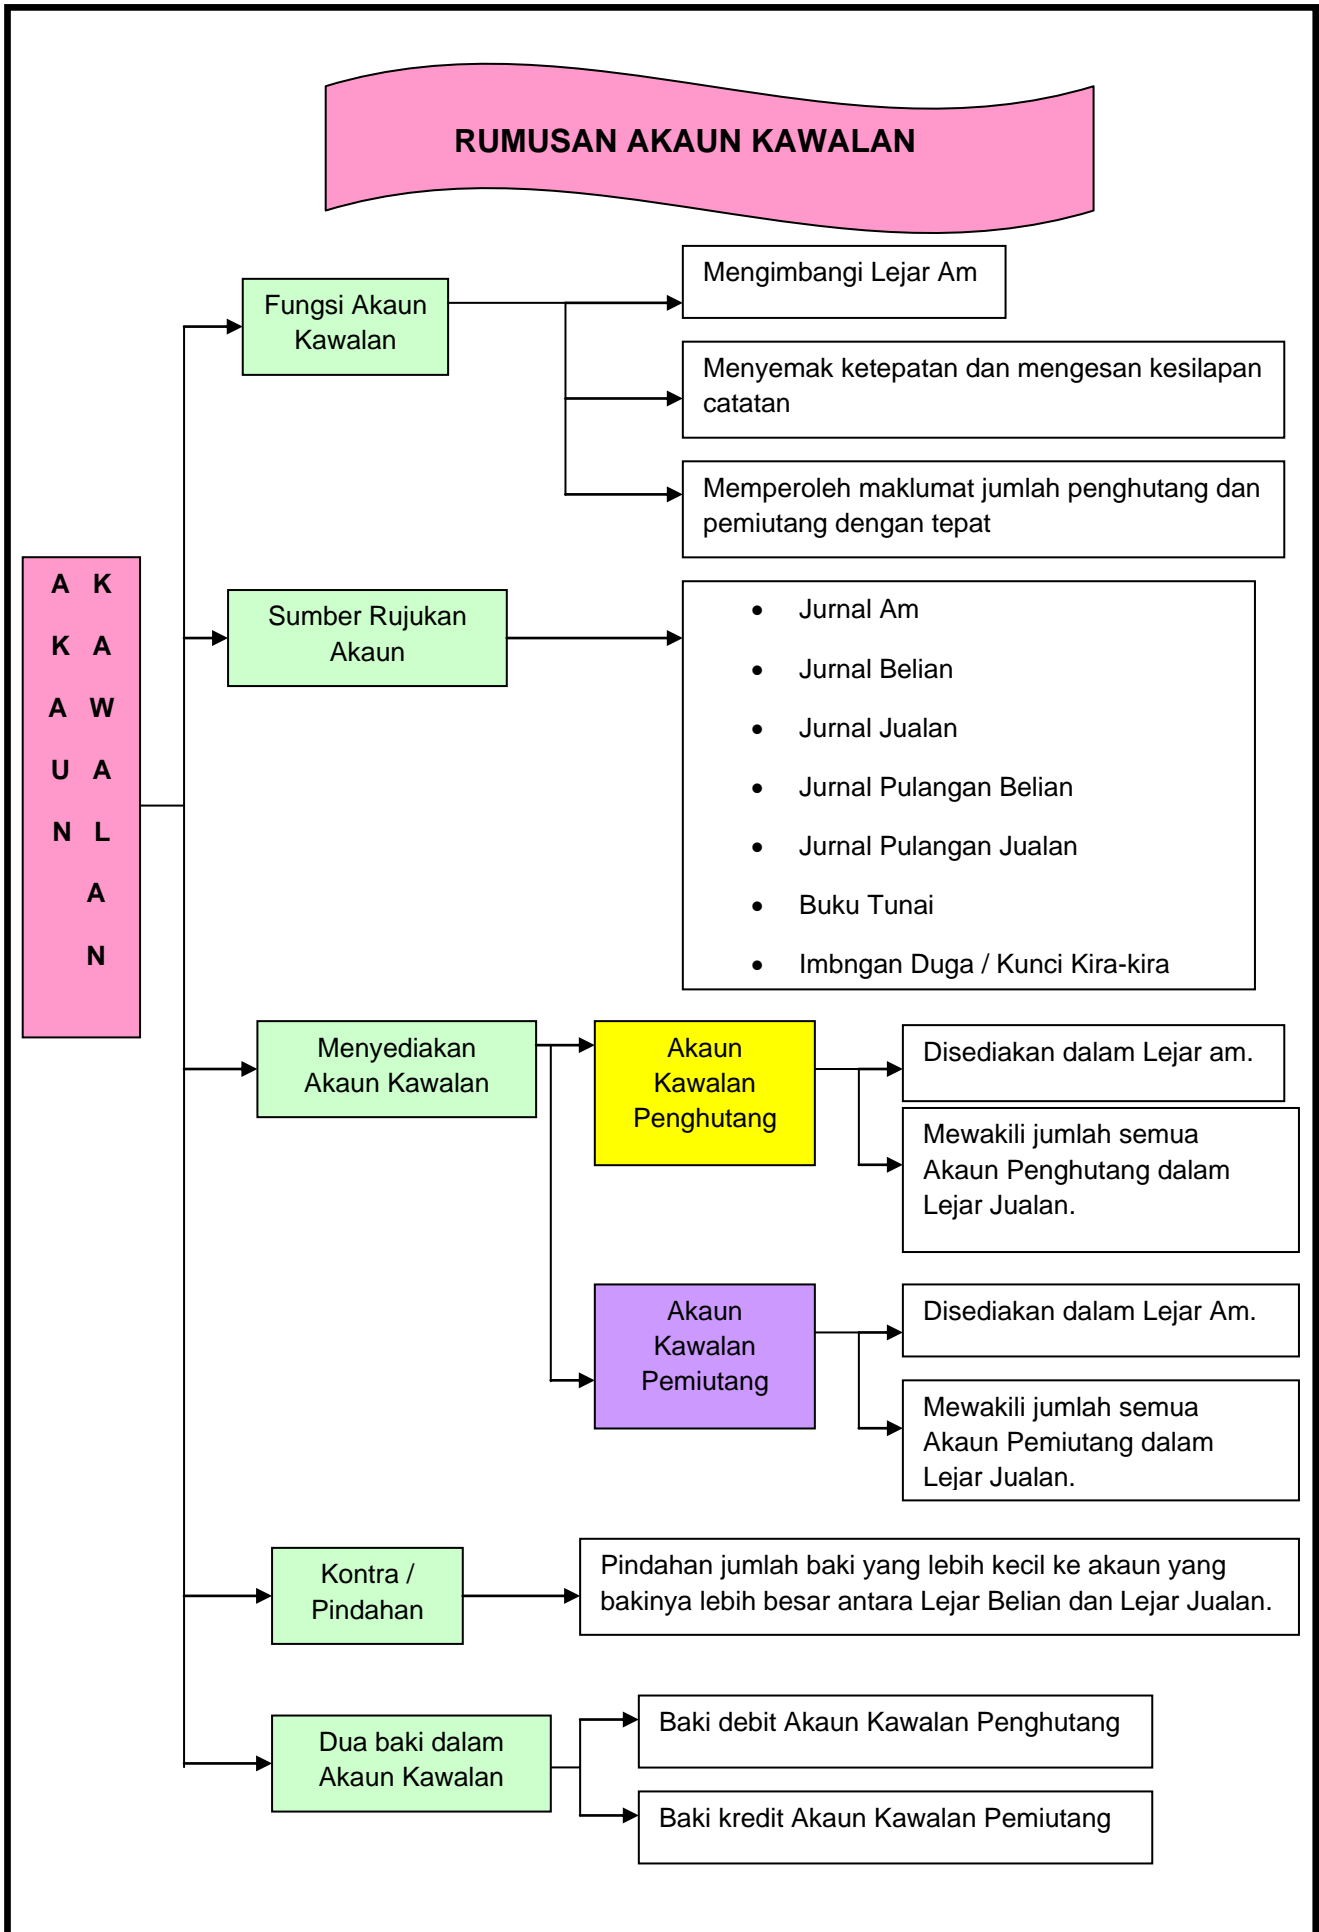 RUMUSAN AKAUN KAWALAN
Fungsi Akaun
Kawalan
Mengimbangi Lejar Am
Menyemak ketepatan dan mengesan kesilapan
catatan
Memperoleh maklumat jumlah penghutang dan
pemiutang dengan tepat
A K
K A
A W
U A
N L
A
N
Sumber Rujukan
Akaun
• Jurnal Am
• Jurnal Belian
• Jurnal Jualan
• Jurnal Pulangan Belian
• Jurnal Pulangan Jualan
• Buku Tunai
• Imbngan Duga / Kunci Kira-kira
Menyediakan
Akaun Kawalan
Akaun
Kawalan
Penghutang
Disediakan dalam Lejar am.
Mewakili jumlah semua
Akaun Penghutang dalam
Lejar Jualan.
Akaun
Kawalan
Pemiutang
Disediakan dalam Lejar Am.
Mewakili jumlah semua
Akaun Pemiutang dalam
Lejar Jualan.
Kontra /
Pindahan
Pindahan jumlah baki yang lebih kecil ke akaun yang
bakinya lebih besar antara Lejar Belian dan Lejar Jualan.
Dua baki dalam
Akaun Kawalan
Baki debit Akaun Kawalan Penghutang
Baki kredit Akaun Kawalan Pemiutang